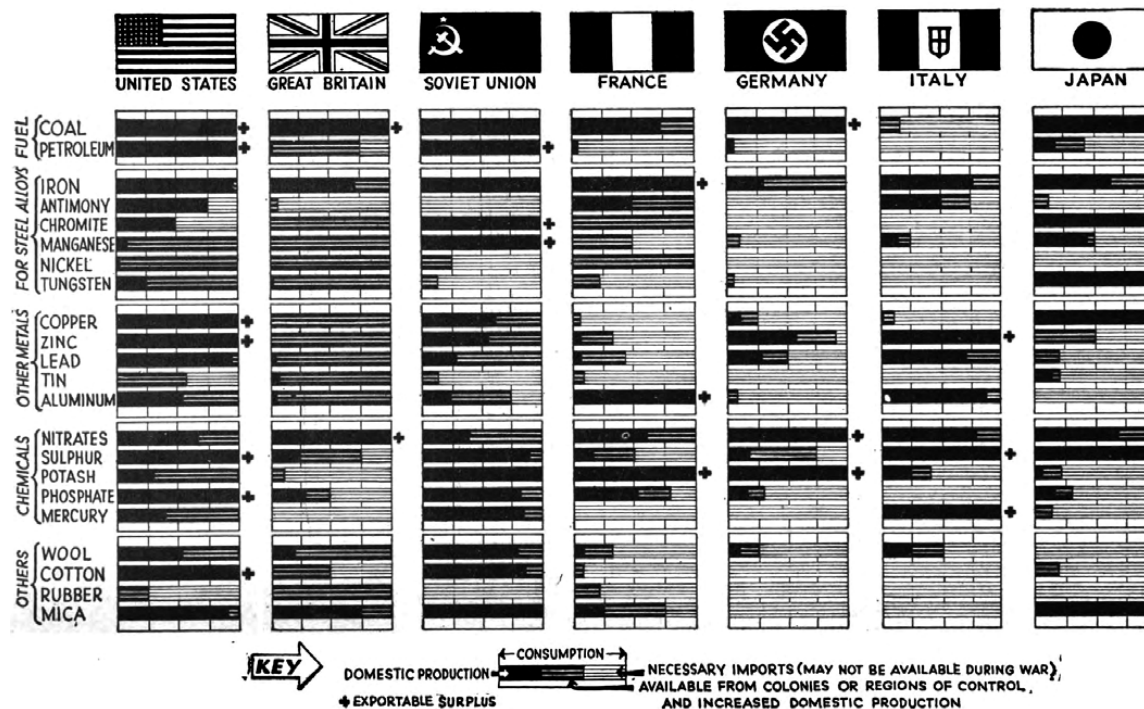 UNITED STATES
GREAT BRITAIN
SOVIET UNION
FRANCE
GERMANY
ITALY
JAPAN
FUEL
COAL
PETROLEUM
FOR STEEL ALLOYS
IRON
ANTIMONY
CHROMITE
MANGANESE
NICKEL
TUNGSTEN
OTHER METALS
COPPER
ZINC
LEAD
TIN
ALUMINUM
CHEMICALS
NITRATES
SULPHUR
POTASH
PHOSPHATE
MERCURY
OTHERS
WOOL
COTTON
RUBBER
MICA
KEY
CONSUMPTION
DOMESTIC PRODUCTION
NECESSARY IMPORTS (MAY NOT BE AVAILABLE DURING WAR)
AVAILABLE FROM COLONIES OR REGIONS OF CONTROL,
AND INCREASED DOMESTIC PRODUCTION
+ EXPORTABLE SURPLUS